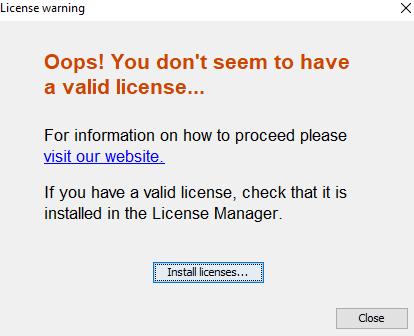 License warning
Oops! You don't seem to have
a valid license...
For information on how to proceed please
visit our website.
If you have a valid license, check that it is
installed in the License Manager.
Install licenses...
Close